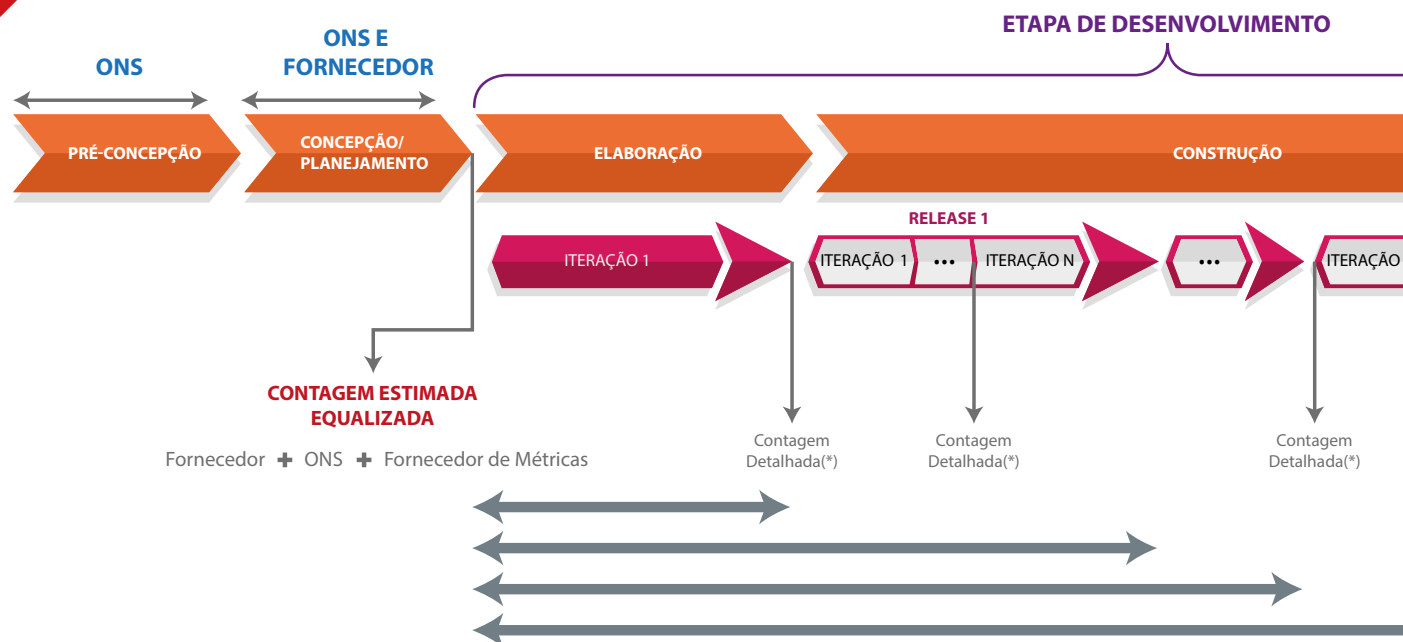 ETAPA DE DESENVOLVIMENTO
ONS
ONS E
FORNECEDOR
PRÉ-CONCEPÇÃO
CONCEPÇÃO/
PLANEJAMENTO
ELABORAÇÃO
CONSTRUÇÃO
RELEASE 1
ITERAÇÃO 1
ITERAÇÃO 1
•••
ITERAÇÃO N
•••
ITERAÇÃO
CONTAGEM ESTIMADA
EQUALIZADA
Fornecedor + ONS + Fornecedor de Métricas
Contagem
Detalhada(*)
Contagem
Detalhada(*)
Contagem
Detalhada(*)